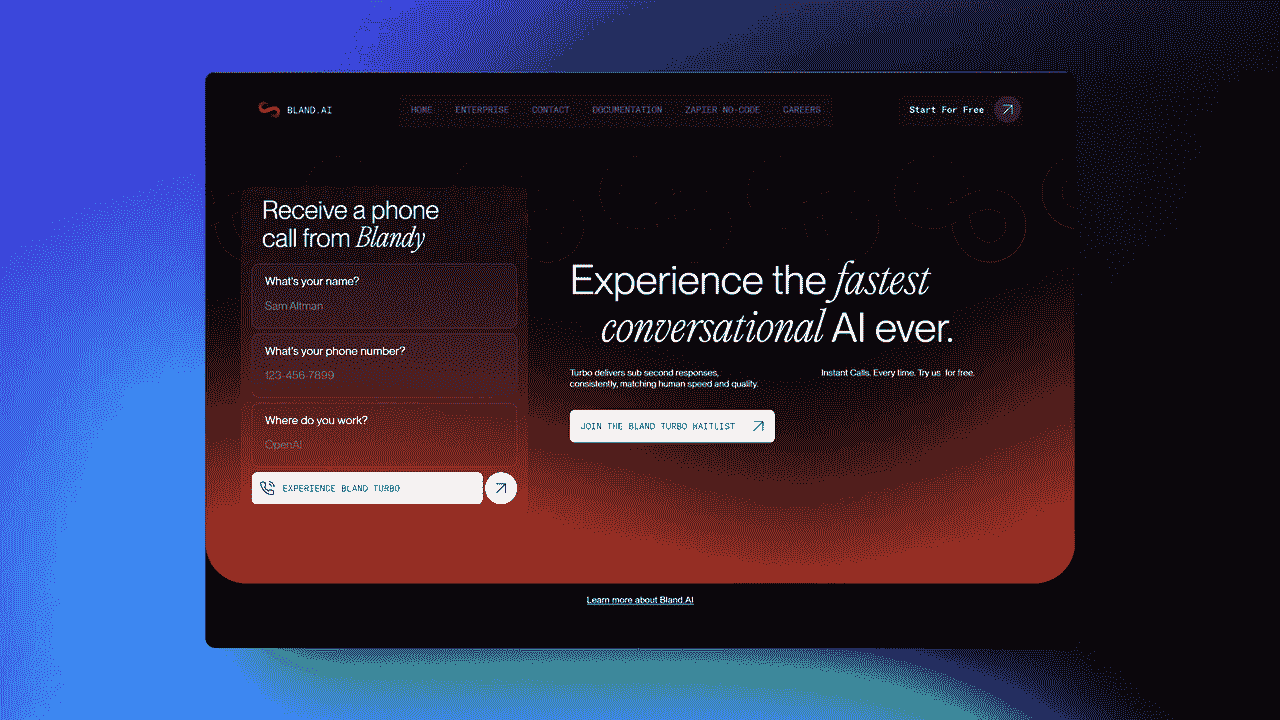 BLAND.AI
HOME ENTERPRISE CONTACT DOCUMENTATION ZAPIER NO-CODE CAREERS
Start For Free
Receive a phone
call from Blandy
What's your name?
Sam Altman
What's your phone number?
123-456-7899
Where do you work?
OpenAI
EXPERIENCE BLAND TURBO
Experience the fastest
conversational AI ever.
Turbo delivers sub second responses,
consistently, matching human speed and quality.
Instant Calls. Every time. Try us for free.
JOIN THE BLAND TURBO WAITLIST
Learn more about Bland.AI